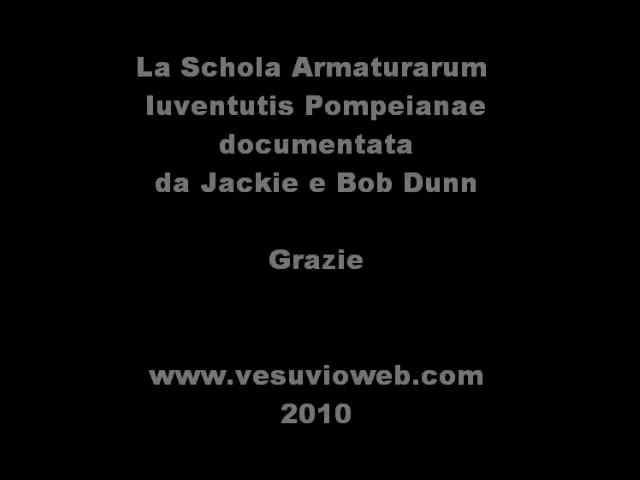 La Schola Armaturarum
Iuventutis Pompeianae
documentata
da Jackie e Bob Dunn
Grazie
www.vesuvioweb.com
2010